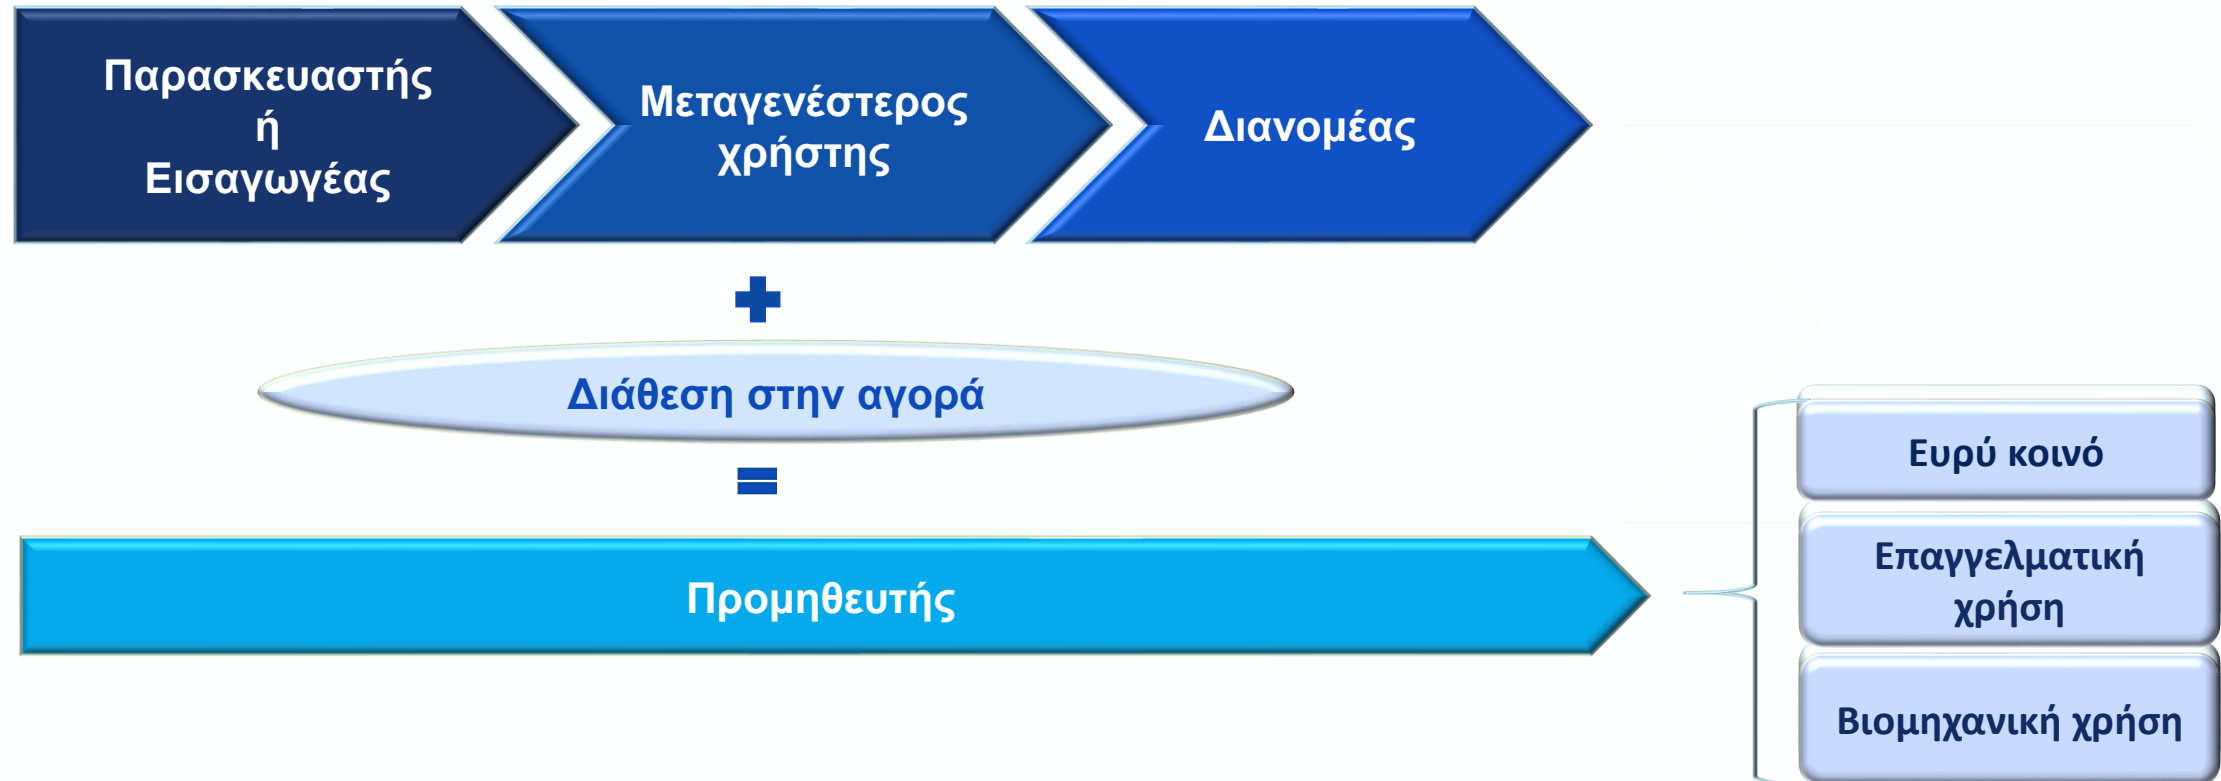 Παρασκευαστής
ή
Εισαγωγέας
Μεταγενέστερος
χρήστης
Διανομέας
+
Διάθεση στην αγορά
=
Προμηθευτής
Ευρύ κοινό
Επαγγελματική
χρήση
Βιομηχανική χρήση